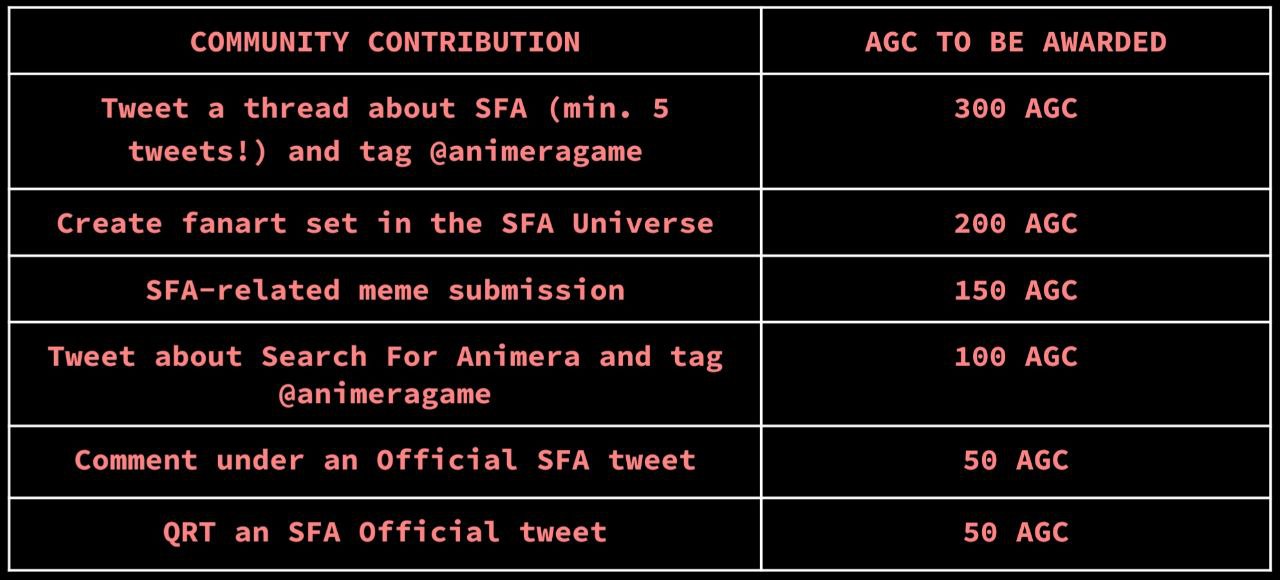 COMMUNITY CONTRIBUTION
AGC TO BE AWARDED
Tweet a thread about SFA (min. 5
tweets!) and tag @animeragame
300 AGC
Create fanart set in the SFA Universe
200 AGC
SFA-related meme submission
150 AGC
Tweet about Search For Animera and tag
@animeragame
100 AGC
Comment under an Official SFA tweet
50 AGC
QRT an SFA Official tweet
50 AGC